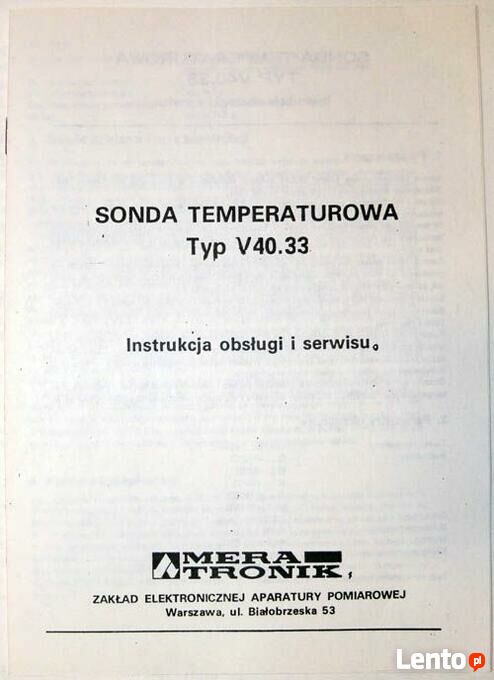 SONDA TEMPERATUROWA
Typ V40.33
Instrukcja obsługi i serwisu.
MERA
TRONIK
ZAKŁAD ELEKTRONICZNEJ APARATURY POMIAROWEJ
Warszawa, ul. Białobrzeska 53
Lento.pl